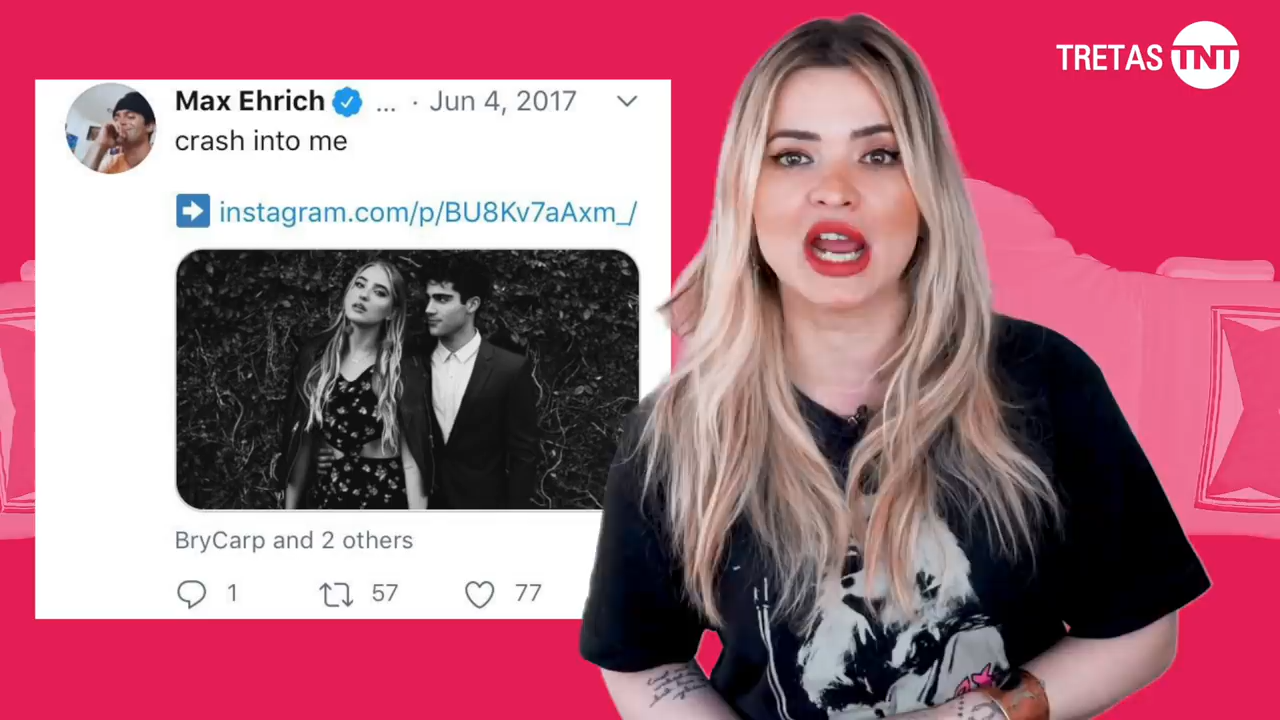 TRETAS TNT
Max Ehrich ... · Jun 4, 2017
crash into me
instagram.com/p/BU8Kv7aAxm_/
BryCarp and 2 others
1 57 77